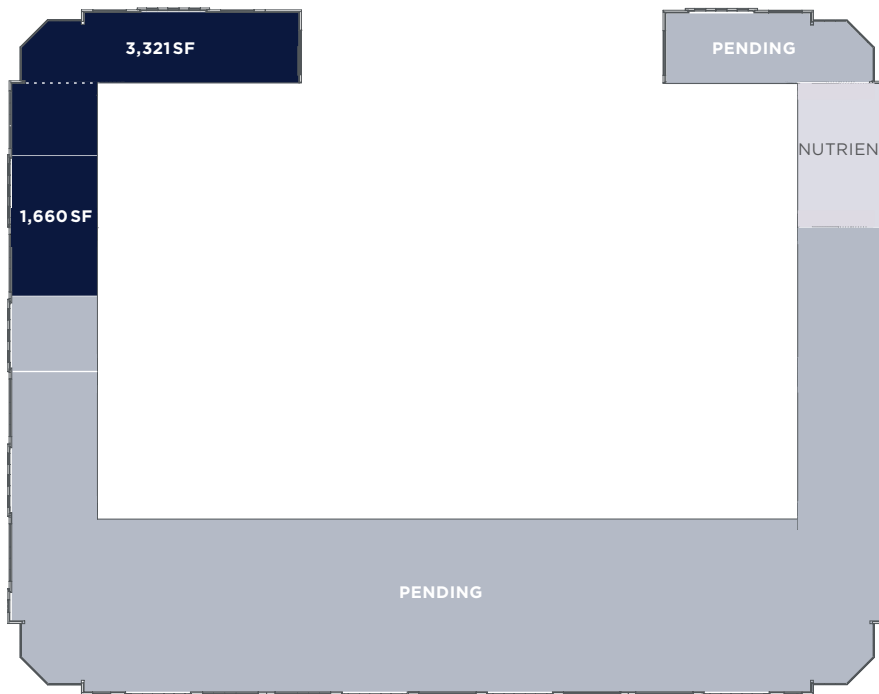 3,321 SF
PENDING
NUTRIEN
1,660 SF
PENDING